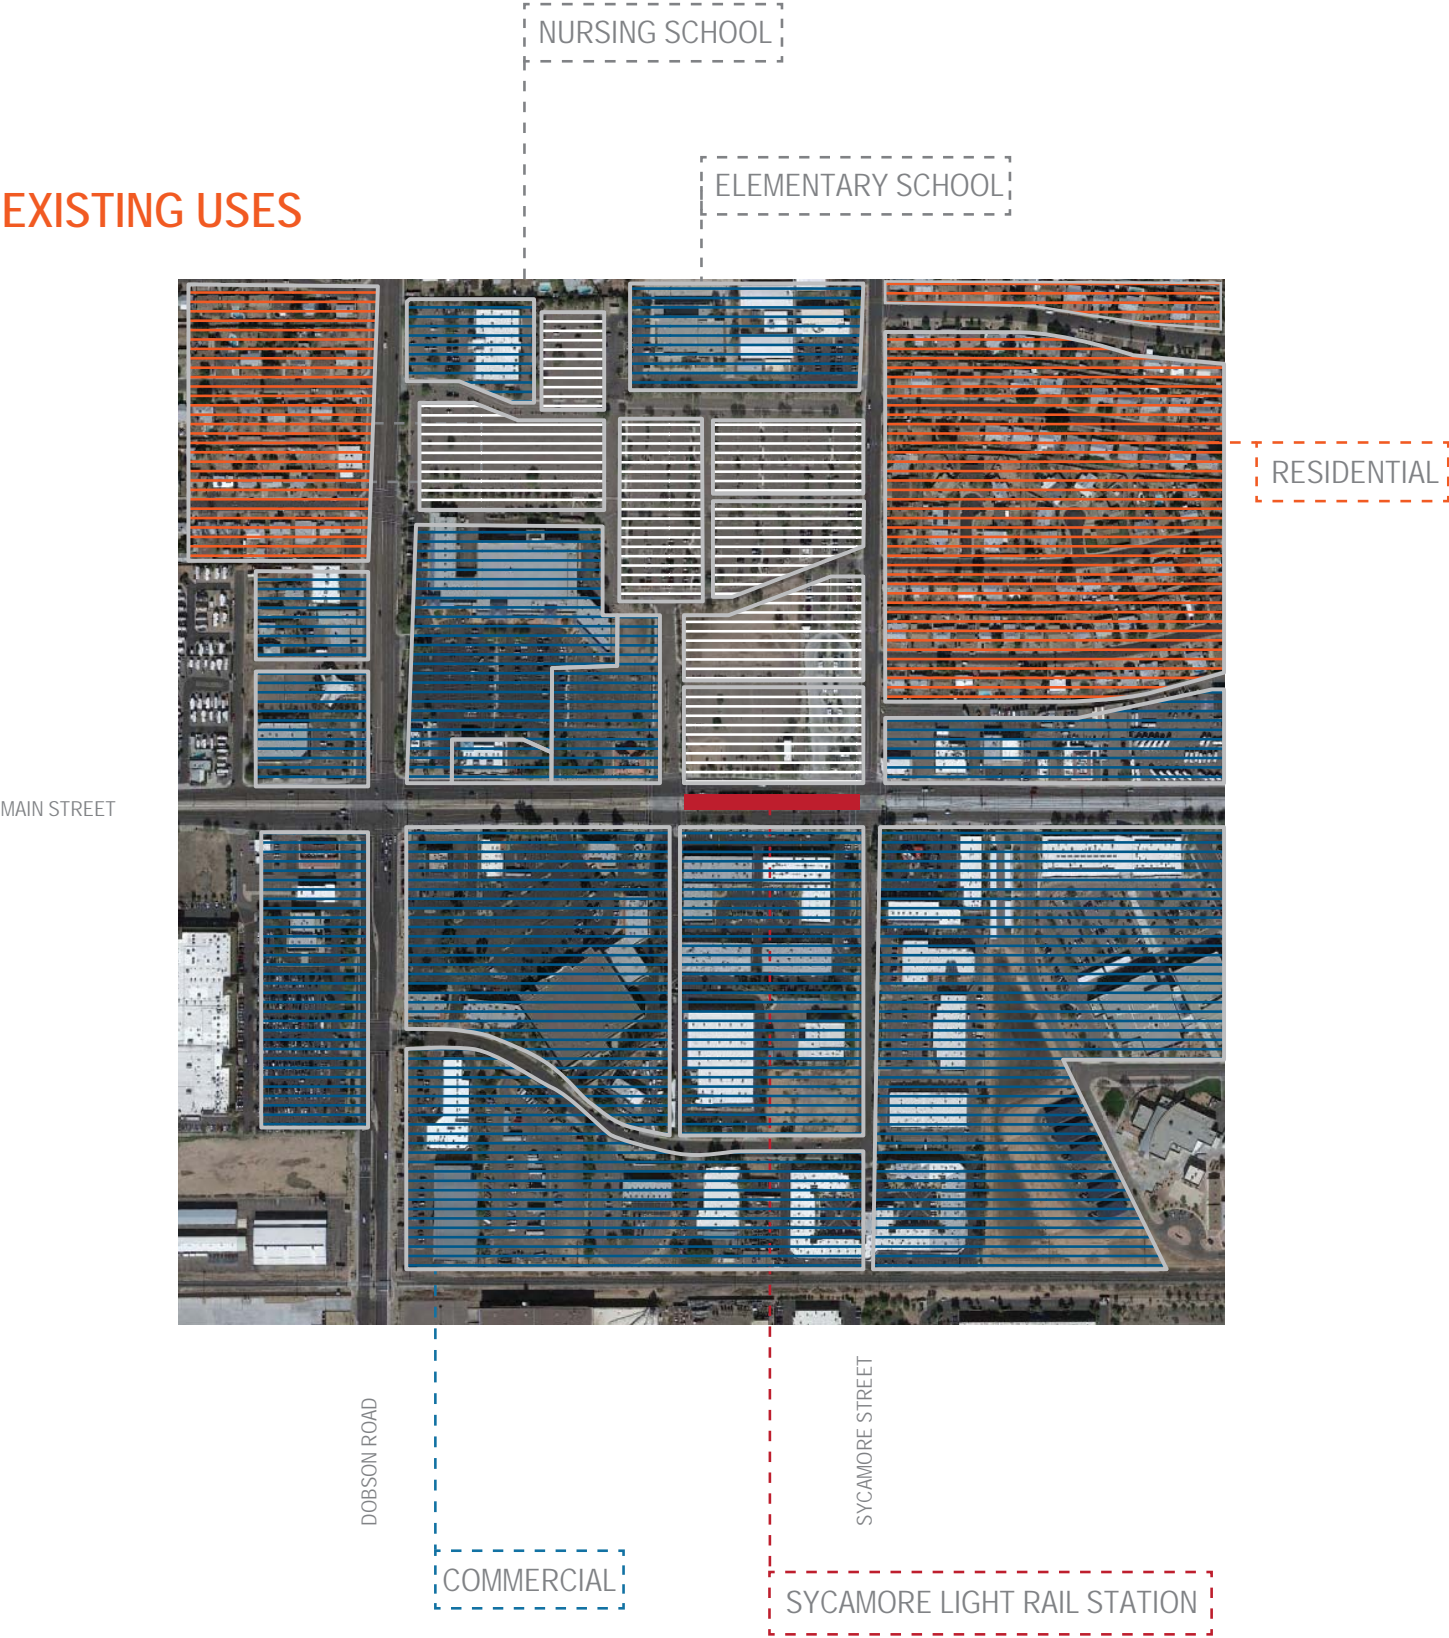 NURSING SCHOOL
ELEMENTARY SCHOOL
EXISTING USES
RESIDENTIAL
MAIN STREET
DOBSON ROAD
SYCAMORE STREET
COMMERCIAL
SYCAMORE LIGHT RAIL STATION